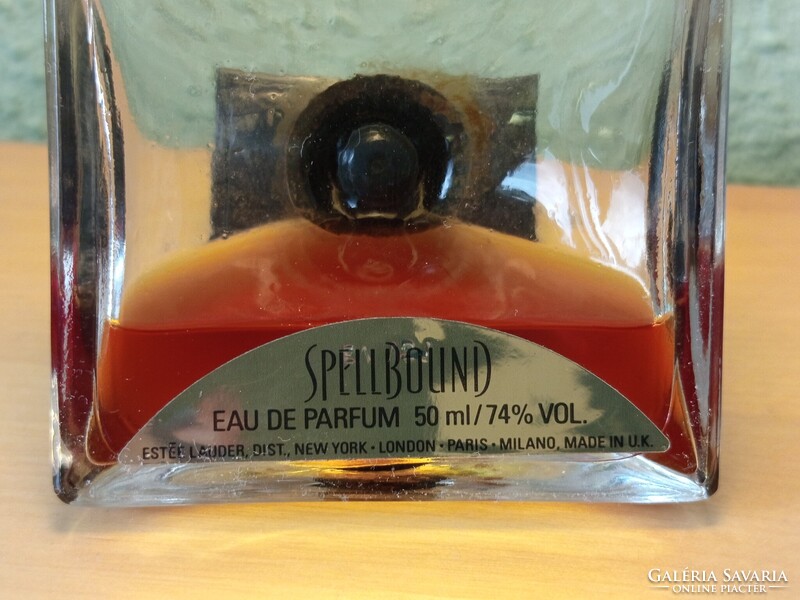 SPELLBOUND
EAU DE PARFUM 50 ml/74% VOL.
ESTĒE LAUDER, DIST., NEW YORK · LONDON · PARIS · MILANO, MADE IN U.K.
GALÉRIA SAVARIA
ONLINE PIACTÉR